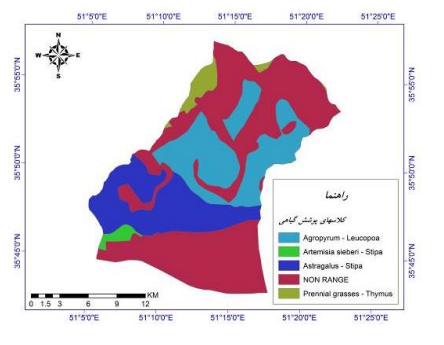 51°5'0"E 51°10'0"E 51°15'0"E 51°20'0"E 51°25'0"E
N
W E
S
35°55'0"N 35°55'0"N
35°50'0"N 35°50'0"N
35°45'0"N 35°45'0"N
راهنما
کلاسهای پوشش گیاهی
Agropyrum - Leucopoa
Artemisia sieberi - Stipa
Astragalus - Stipa
NON RANGE
Prennial grasses - Thymus
KM
0 1.5 3 6 9 12
51°5'0"E 51°10'0"E 51°15'0"E 51°20'0"E 51°25'0"E